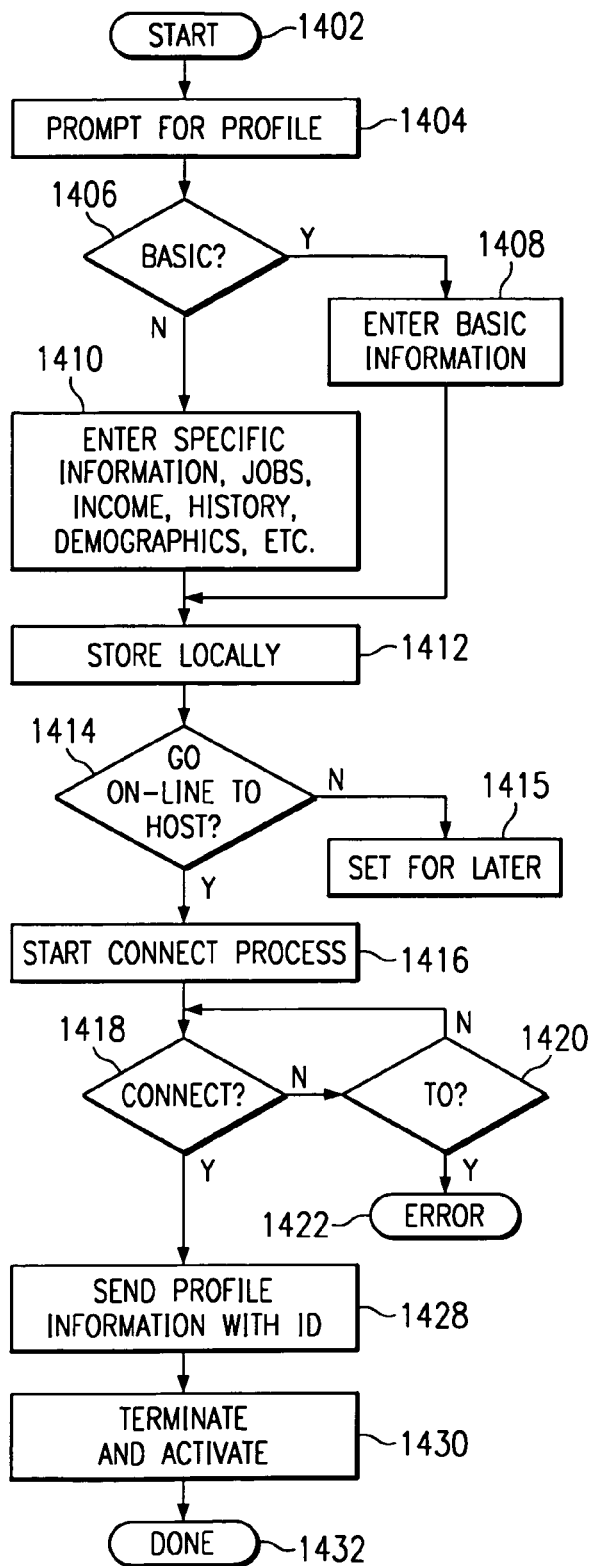 START
1402
PROMPT FOR PROFILE
1404
1406
BASIC?
Y
N
1408
ENTER BASIC
INFORMATION
1410
ENTER SPECIFIC
INFORMATION, JOBS,
INCOME, HISTORY,
DEMOGRAPHICS, ETC.
STORE LOCALLY
1412
1414
GO
ON-LINE TO
HOST?
N
Y
1415
SET FOR LATER
START CONNECT PROCESS
1416
1418
CONNECT?
N
Y
TO?
N
1420
Y
1422
ERROR
SEND PROFILE
INFORMATION WITH ID
1428
TERMINATE
AND ACTIVATE
1430
DONE
1432